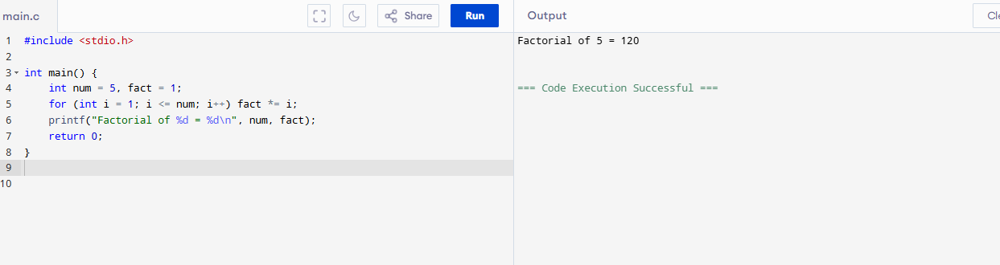 main.c
Share
Run
Output
1 #include <stdio.h>
2
3 int main() {
4     int num = 5, fact = 1;
5     for (int i = 1; i <= num; i++) fact *= i;
6     printf("Factorial of %d = %d\n", num, fact);
7     return 0;
8 }
9
10
Factorial of 5 = 120
=== Code Execution Successful ===